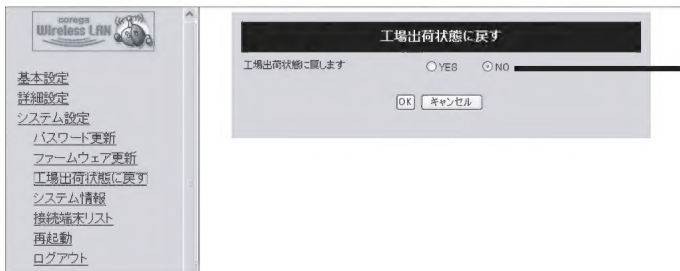 corega
Wireless LAN
基本設定
詳細設定
システム設定
パスワード更新
ファームウェア更新
工場出荷状態に戻す
システム情報
接続端末リスト
再起動
ログアウト
工場出荷状態に戻す
工場出荷状態に戻します
YES NO
OK キャンセル